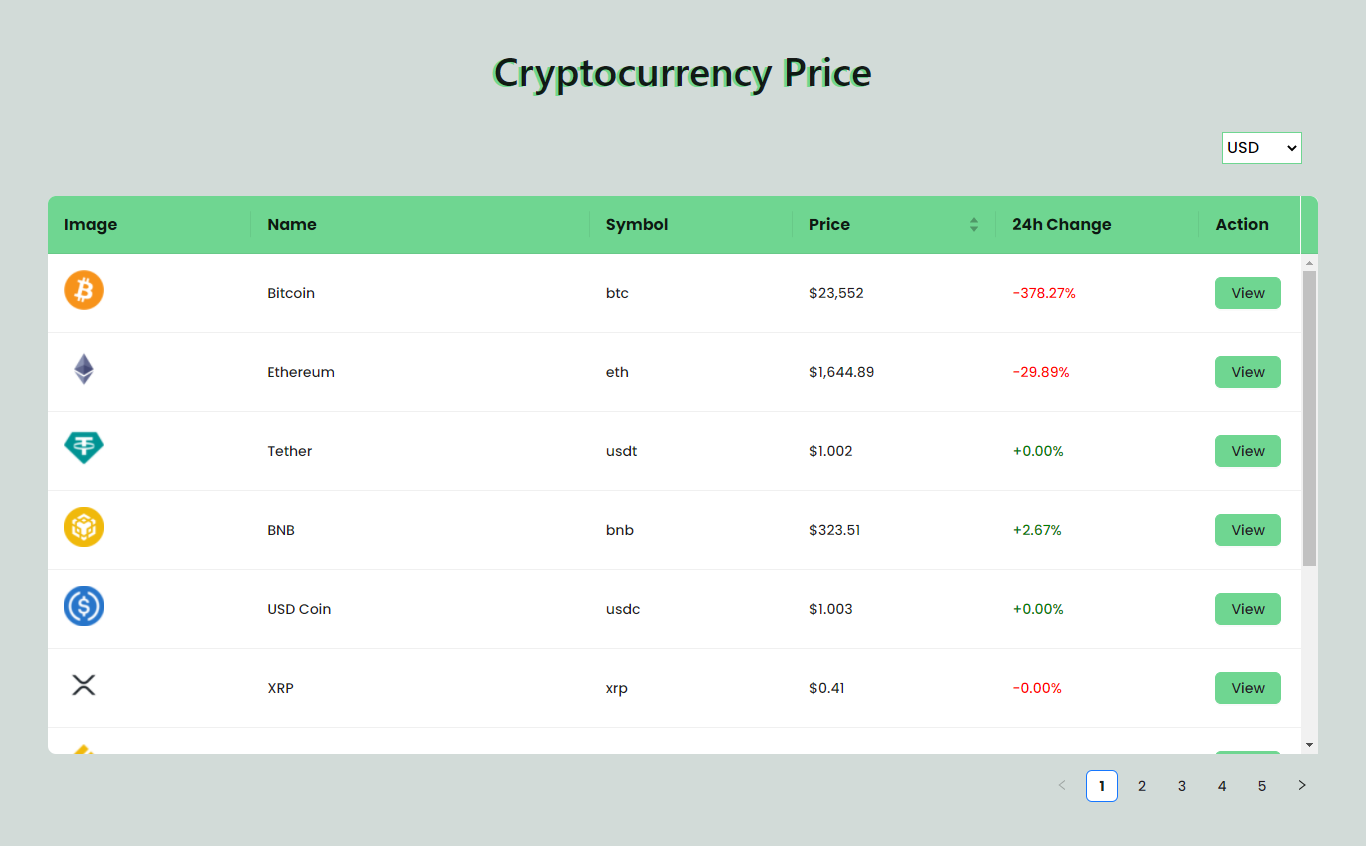 Cryptocurrency Price
USD
Image Name Symbol Price 24h Change Action
Bitcoin btc $23,552 -378.27% View
Ethereum eth $1,644.89 -29.89% View
Tether usdt $1.002 +0.00% View
BNB bnb $323.51 +2.67% View
USD Coin usdc $1.003 +0.00% View
XRP xrp $0.41 -0.00% View
1 2 3 4 5